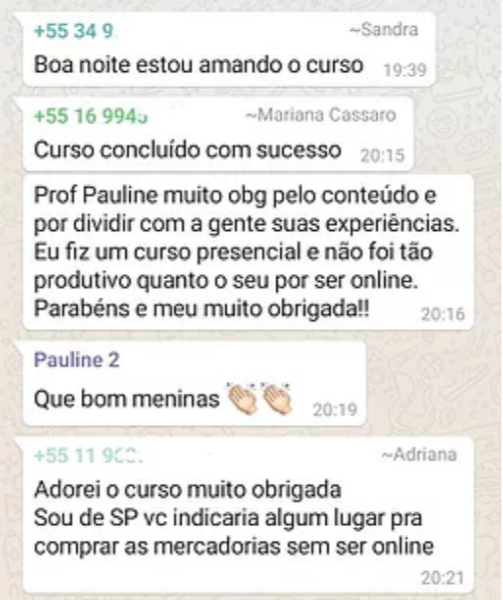 +55 34 9 ~Sandra
Boa noite estou amando o curso 19:39
+55 16 994 ~Mariana Cassaro
Curso concluído com sucesso 20:15
Prof Pauline muito obg pelo conteúdo e
por dividir com a gente suas experiências.
Eu fiz um curso presencial e não foi tão
produtivo quanto o seu por ser online.
Parabéns e meu muito obrigada!! 20:16
Pauline 2
Que bom meninas 👏🏻👏🏻 20:19
+55 11 9 ~Adriana
Adorei o curso muito obrigada
Sou de SP vc indicaria algum lugar pra
comprar as mercadorias sem ser online
20:21